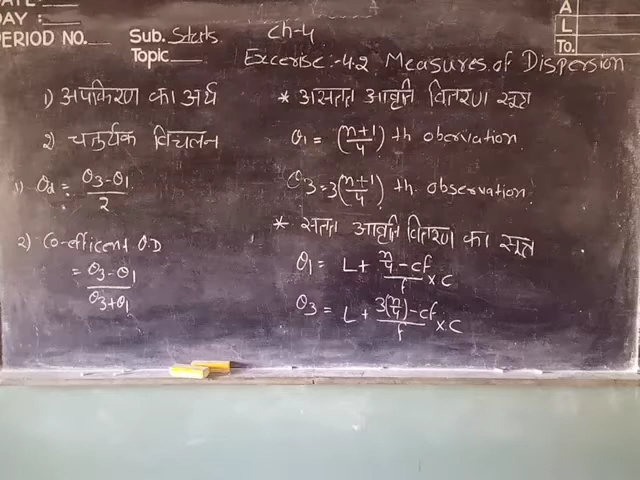 DATE:
DAY:
PERIOD NO.
Sub. Stats
Topic
Ch-4
Excerise:-4.2 Measures of Dispersion
A
L
To.
1) अपकिरण का अर्थ
2) चतुर्थक विचलन
1) Qd = Q3-Q1 / 2
2) Co-efficent Q.D
= Q3-Q1 / Q3+Q1
* असतत आवृत्ति वितरण सूत्र
Q1 = (n+1/4) th obervation.
Q3 = 3(n+1/4) th observation.
* सतत आवृत्ति वितरण का सूत्र
Q1 = L + n/4 - cf / f × C
Q3 = L + 3(n/4) - cf / f × C